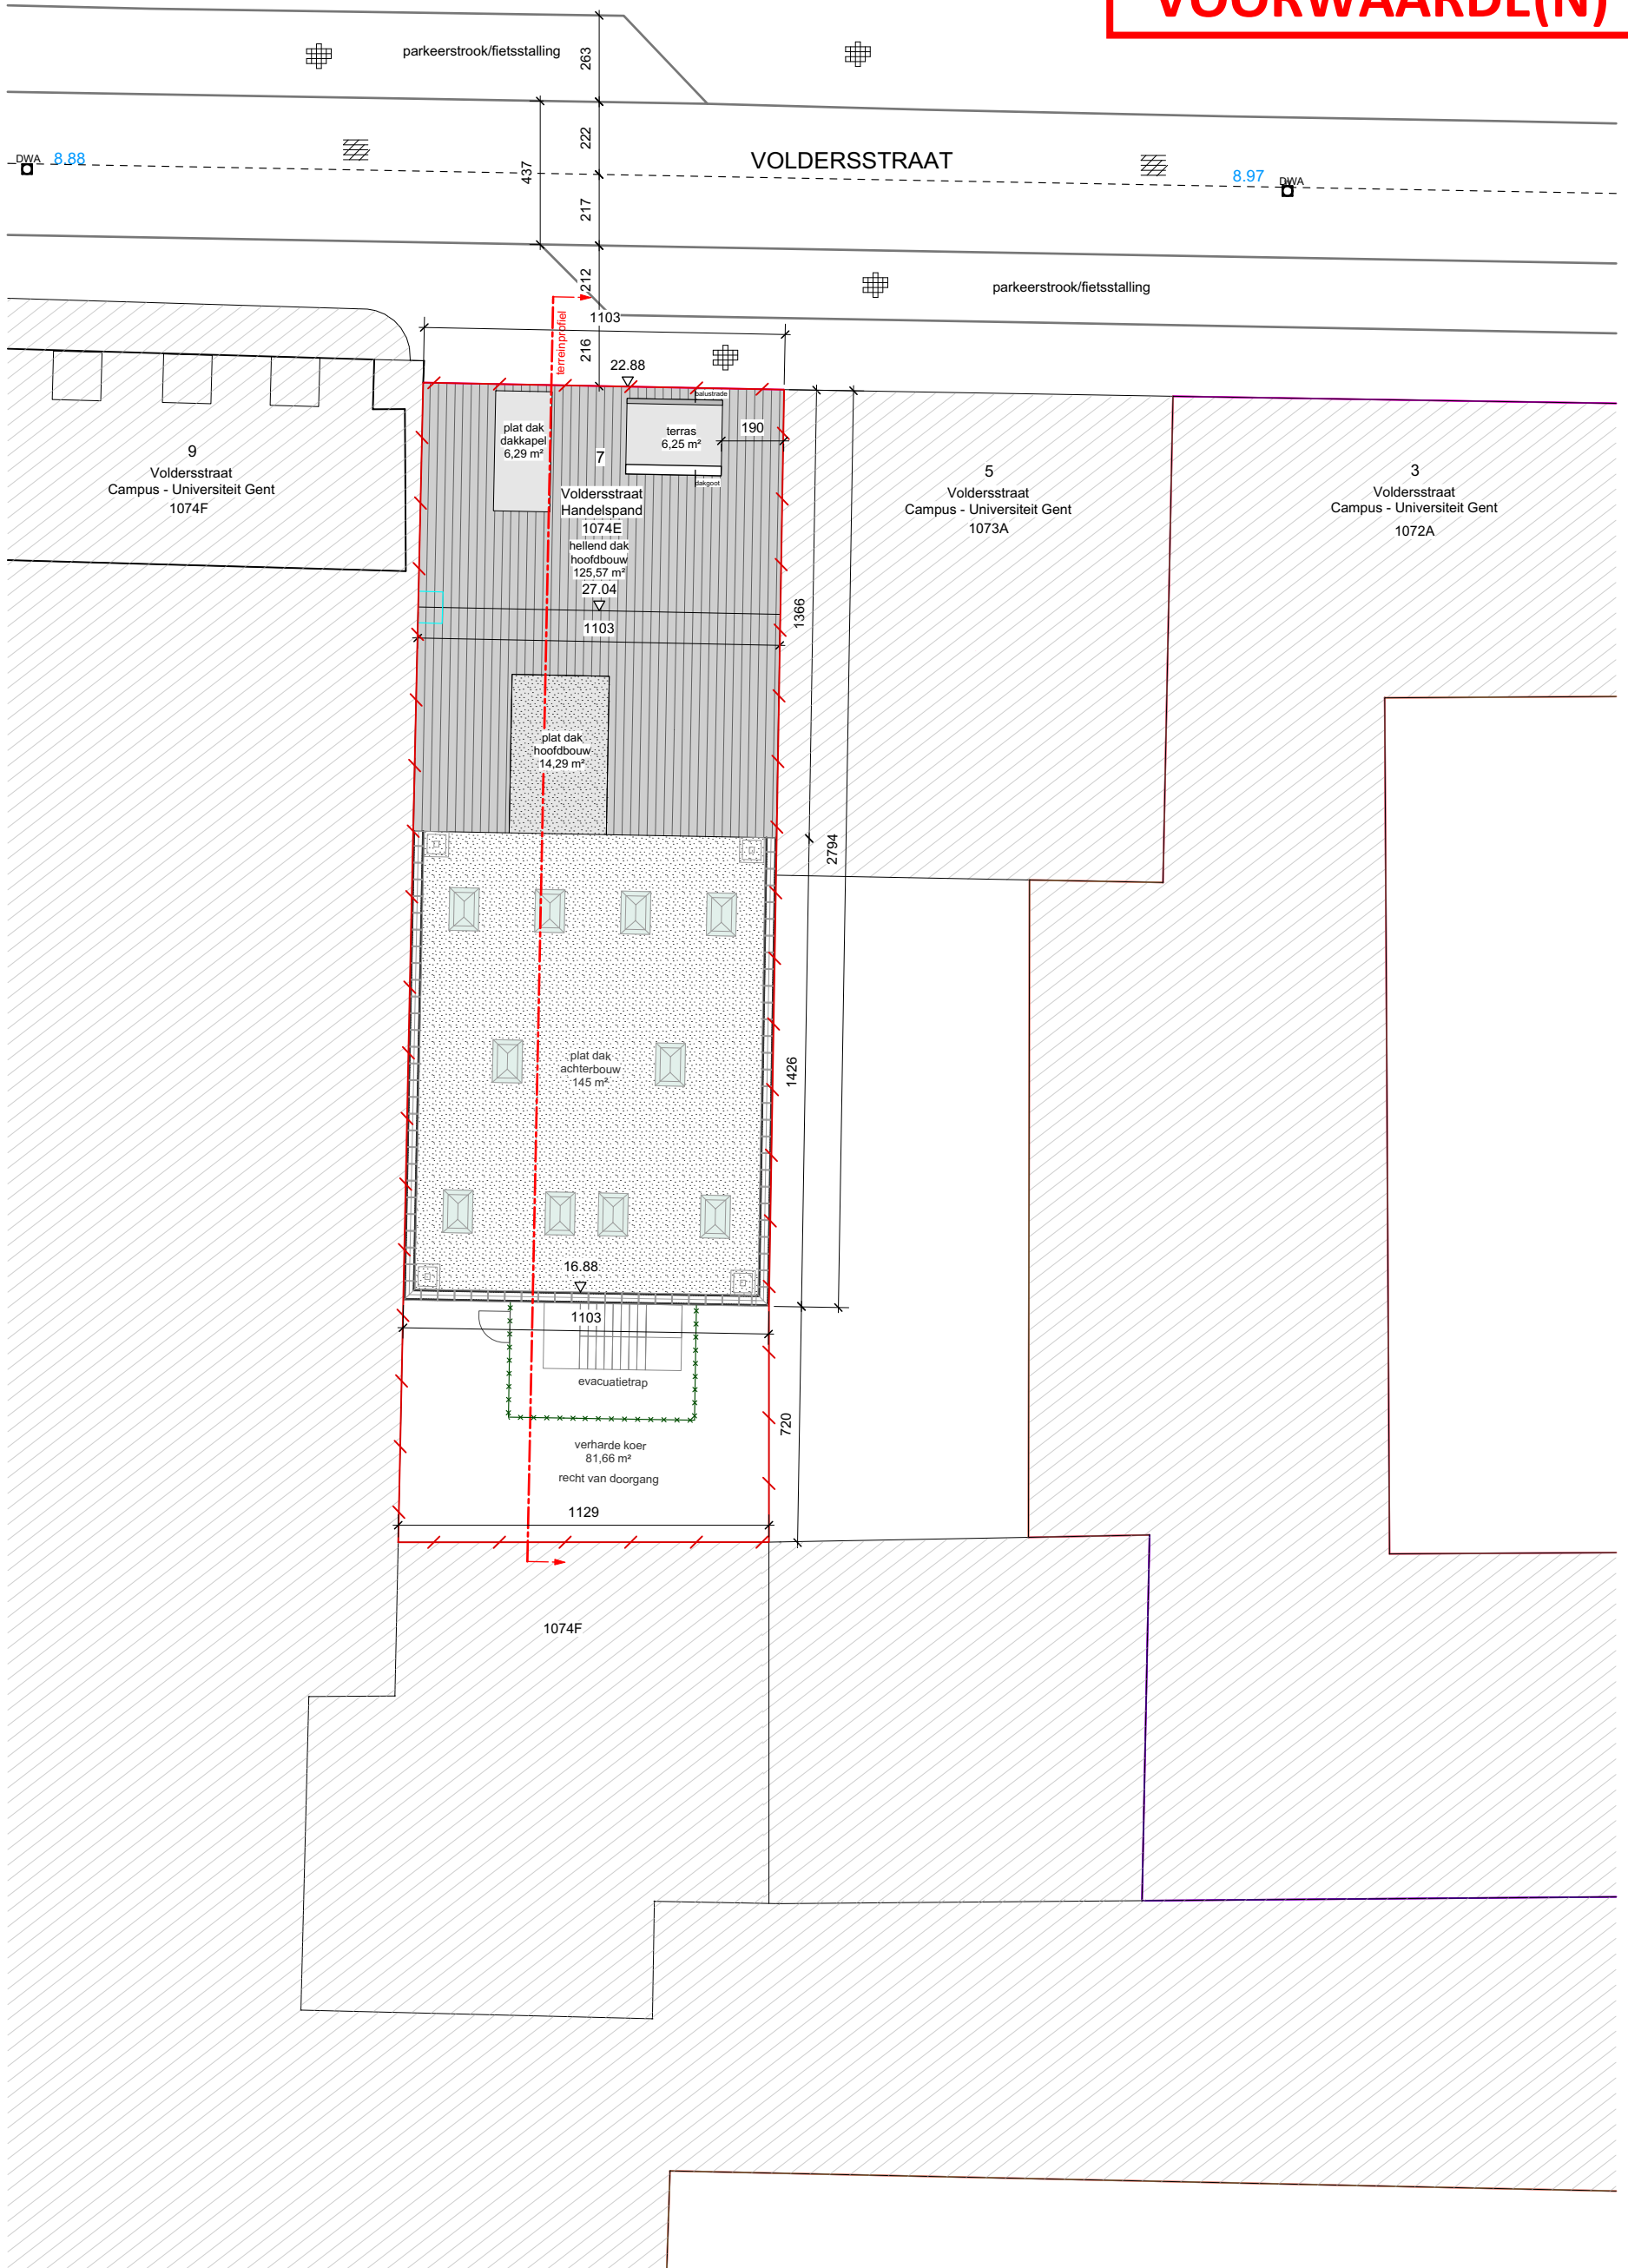 VOORWAARDE(N)
parkeerstrook/fietsstalling
263
222
437
217
212
216
DWA 8.88
VOLDERSSTRAAT
8.97 DWA
parkeerstrook/fietsstalling
terreinprofiel
1103
22.88
balustrade
plat dak
dakkapel
6,29 m²
terras
6,25 m²
190
dakgoot
7
Voldersstraat
Handelspand
1074E
hellend dak
hoofdbouw
125,57 m²
27.04
1103
9
Voldersstraat
Campus - Universiteit Gent
1074F
5
Voldersstraat
Campus - Universiteit Gent
1073A
3
Voldersstraat
Campus - Universiteit Gent
1072A
1366
plat dak
hoofdbouw
14,29 m²
2794
plat dak
achterbouw
145 m²
1426
16.88
1103
evacuatietrap
720
verharde koer
81,66 m²
recht van doorgang
1129
1074F